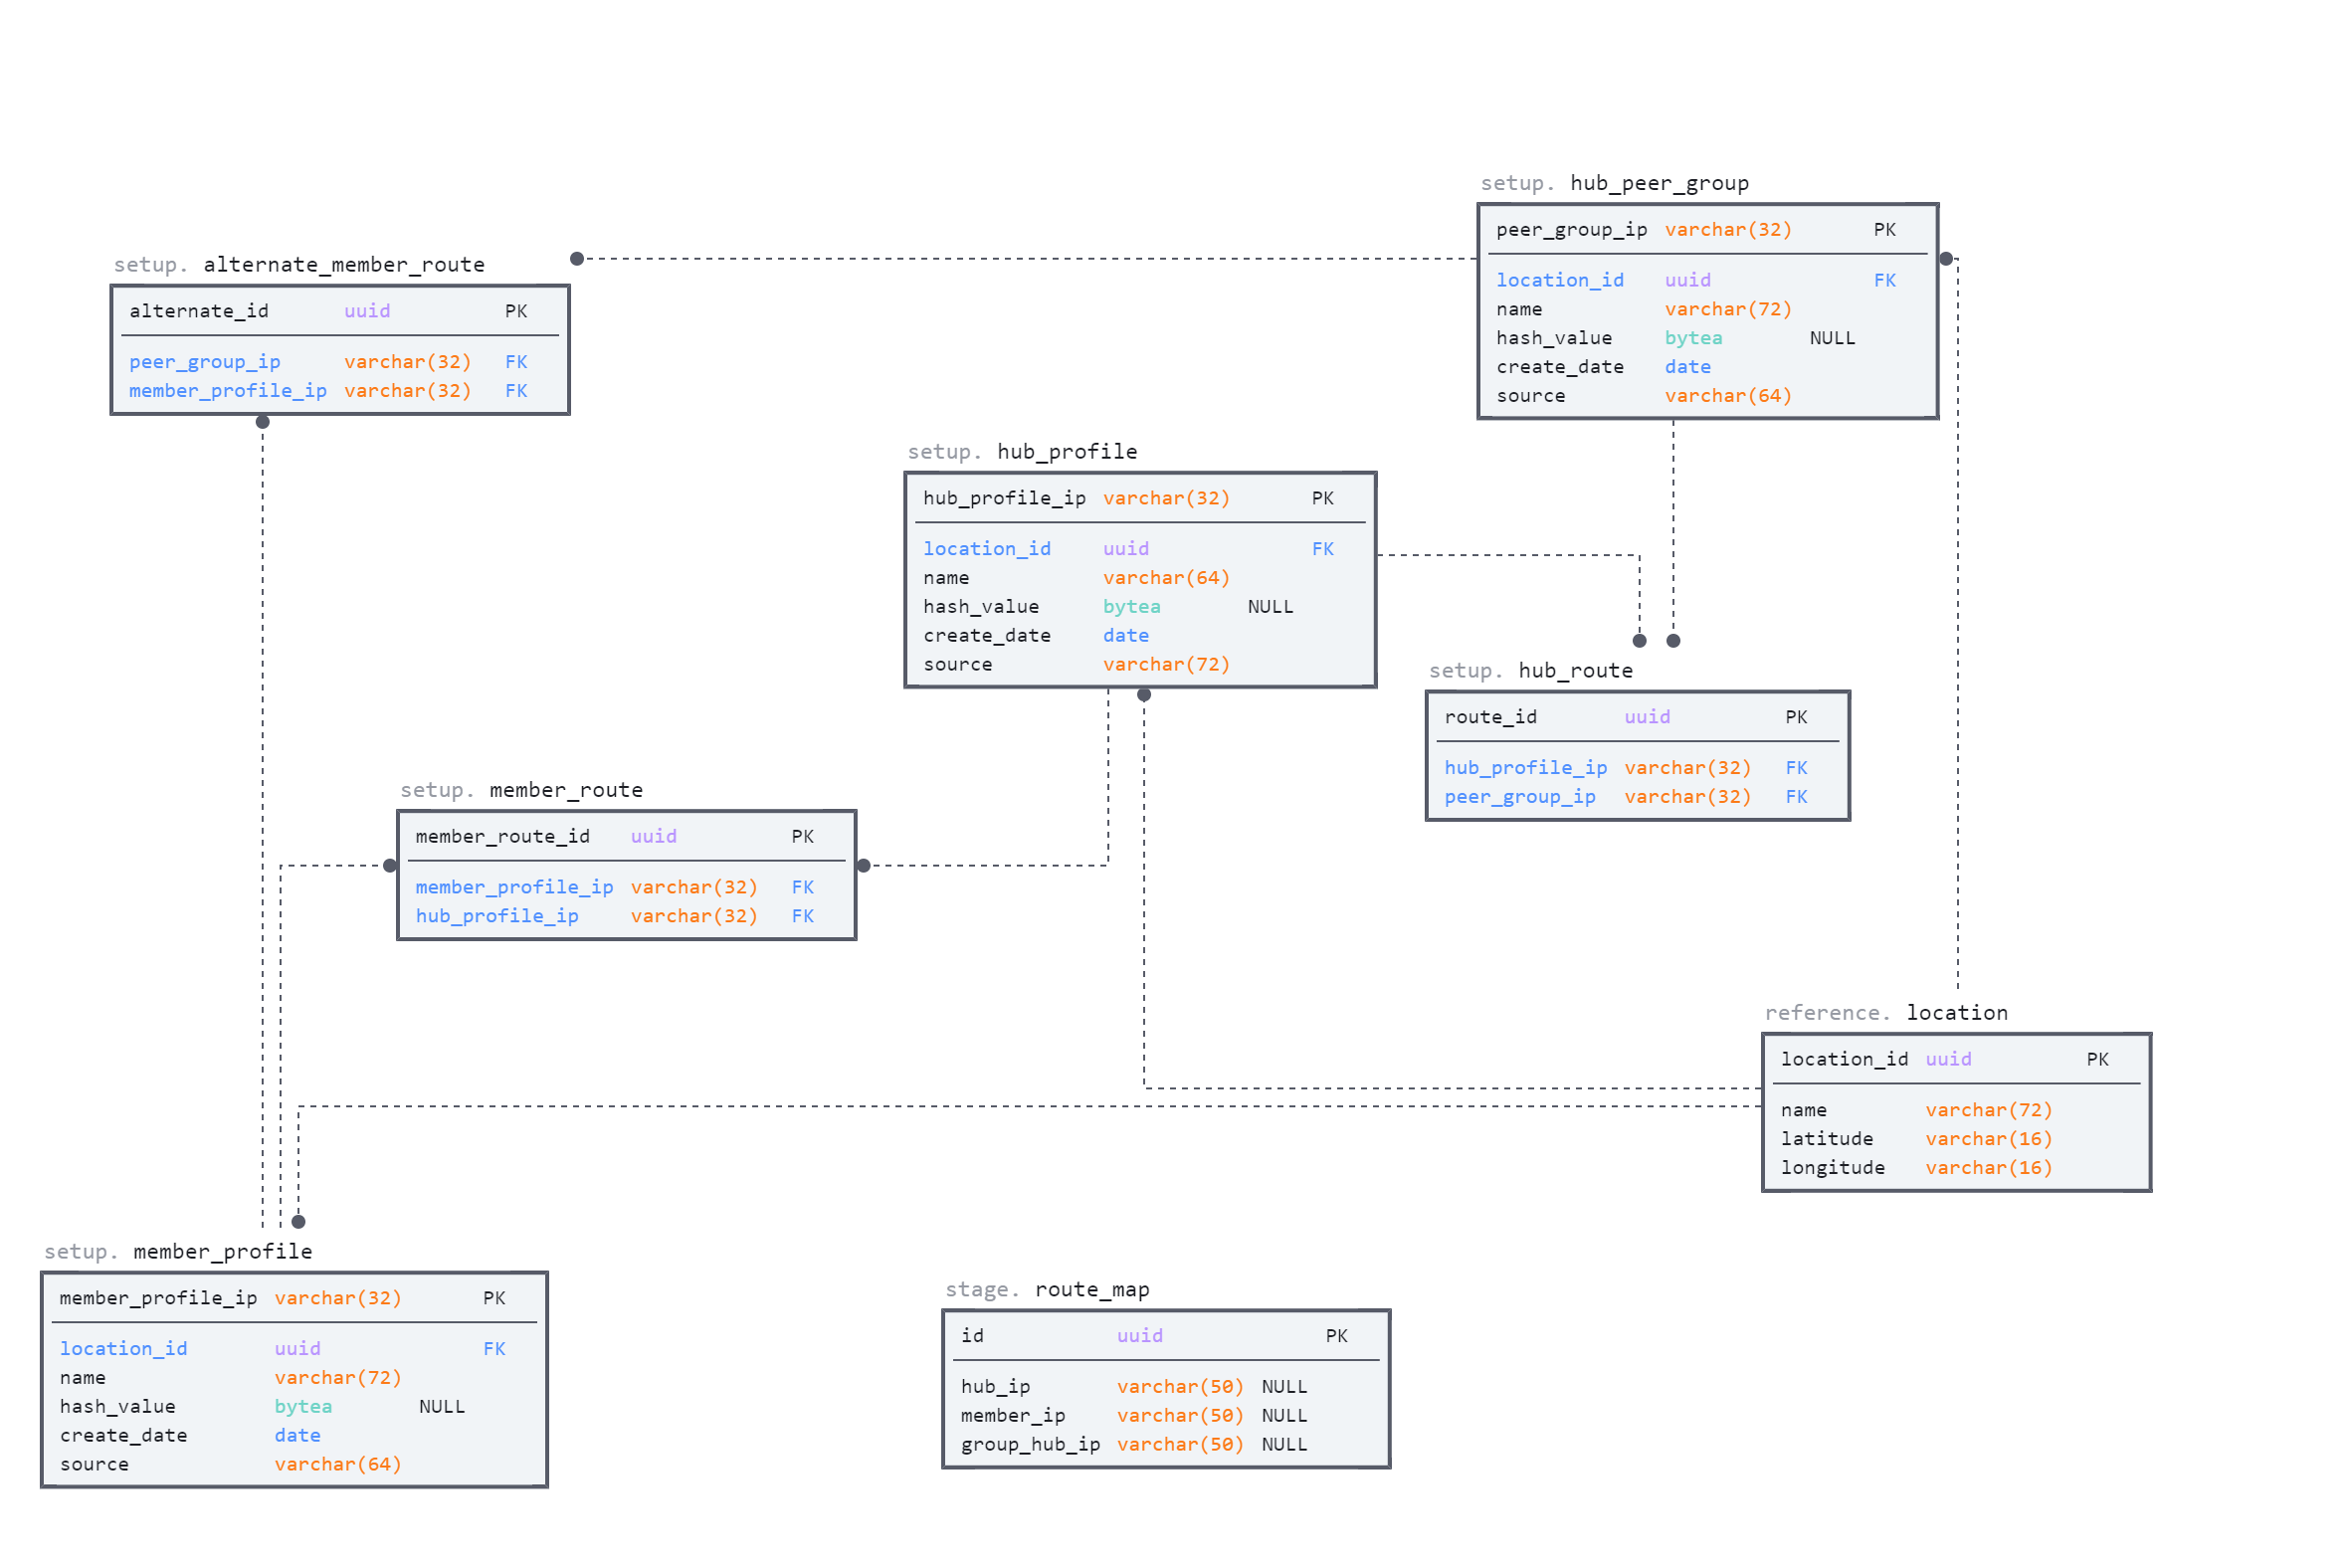 setup. hub_peer_group
peer_group_ip varchar(32) PK
location_id uuid FK
name varchar(72)
hash_value bytea NULL
create_date date
source varchar(64)
setup. alternate_member_route
alternate_id uuid PK
peer_group_ip varchar(32) FK
member_profile_ip varchar(32) FK
setup. hub_profile
hub_profile_ip varchar(32) PK
location_id uuid FK
name varchar(64)
hash_value bytea NULL
create_date date
source varchar(72)
setup. hub_route
route_id uuid PK
hub_profile_ip varchar(32) FK
peer_group_ip varchar(32) FK
setup. member_route
member_route_id uuid PK
member_profile_ip varchar(32) FK
hub_profile_ip varchar(32) FK
reference. location
location_id uuid PK
name varchar(72)
latitude varchar(16)
longitude varchar(16)
setup. member_profile
member_profile_ip varchar(32) PK
location_id uuid FK
name varchar(72)
hash_value bytea NULL
create_date date
source varchar(64)
stage. route_map
id uuid PK
hub_ip varchar(50) NULL
member_ip varchar(50) NULL
group_hub_ip varchar(50) NULL